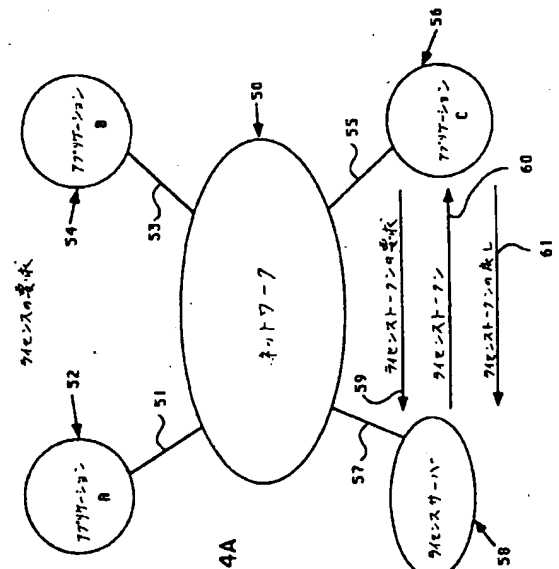 ライセンスの要求
アプリケーション
A
52
51
アプリケーション
B
54
53
ネットワーク
50
4A
ライセンスサーバー
58
57
アプリケーション
C
56
55
ライセンストークンの要求
59
ライセンストークン
60
ライセンストークンの戻し
61